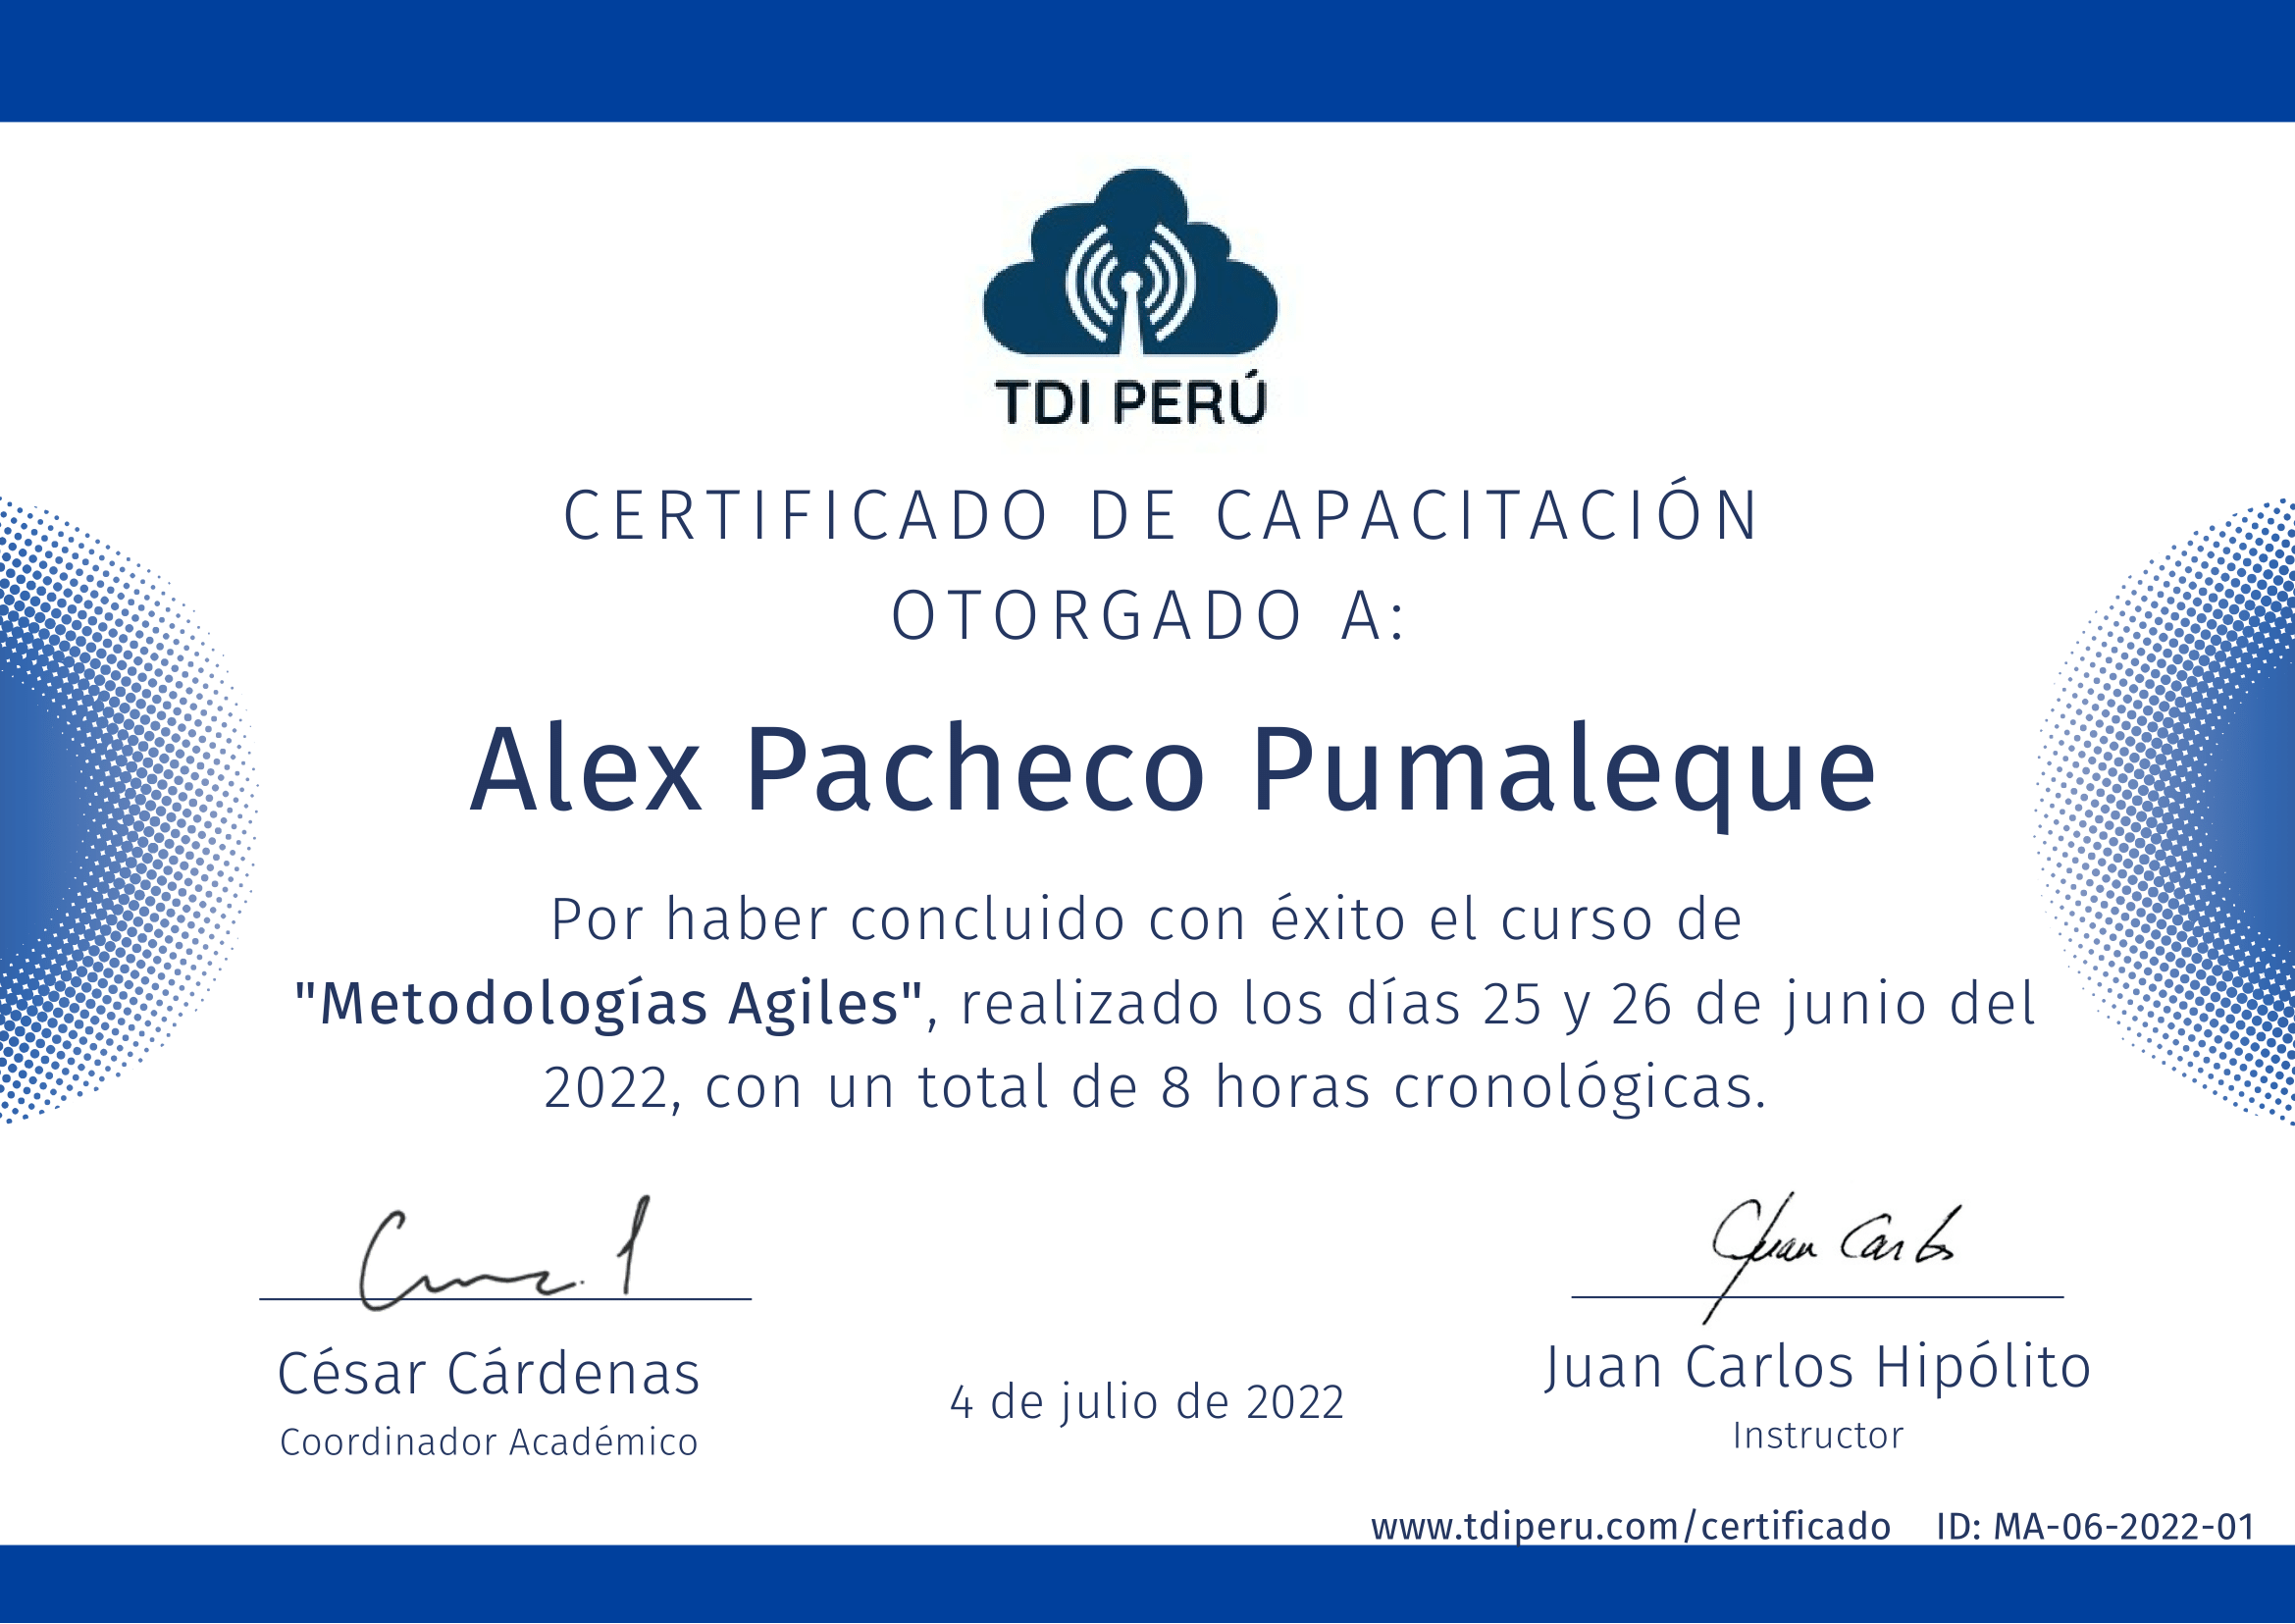 TDI PERÚ
CERTIFICADO DE CAPACITACIÓN
OTORGADO A:
Alex Pacheco Pumaleque
Por haber concluido con éxito el curso de
"Metodologías Agiles", realizado los días 25 y 26 de junio del
2022, con un total de 8 horas cronológicas.
Juan Carlos
César Cárdenas
Coordinador Académico
4 de julio de 2022
Juan Carlos Hipólito
Instructor
www.tdiperu.com/certificado ID: MA-06-2022-01